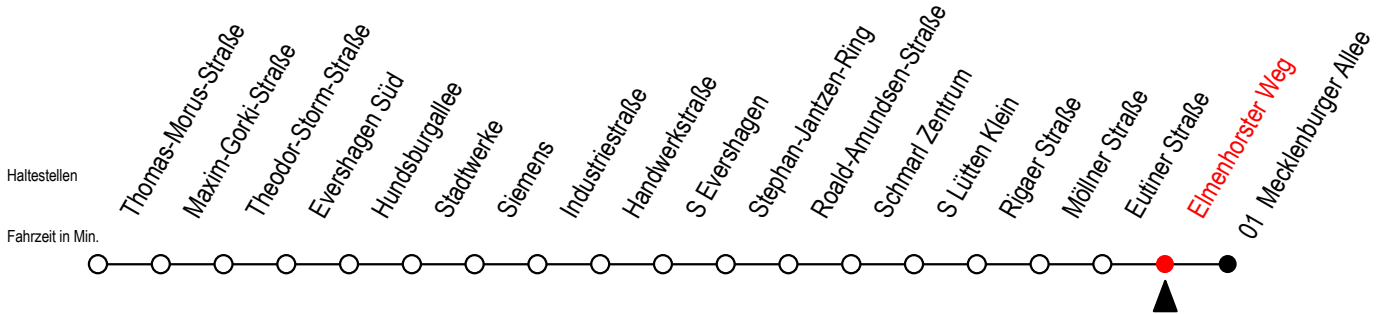 Haltestellen
Fahrzeit in Min.
Thomas-Morus-Straße
Maxim-Gorki-Straße
Theodor-Storm-Straße
Evershagen Süd
Hundsburgallee
Stadtwerke
Siemens
Industriestraße
Handwerkstraße
S Evershagen
Stephan-Jantzen-Ring
Roald-Amundsen-Straße
Schmarl Zentrum
S Lütten Klein
Rigaer Straße
Möllner Straße
Eutiner Straße
Elmenhorster Weg
01 Mecklenburger Allee